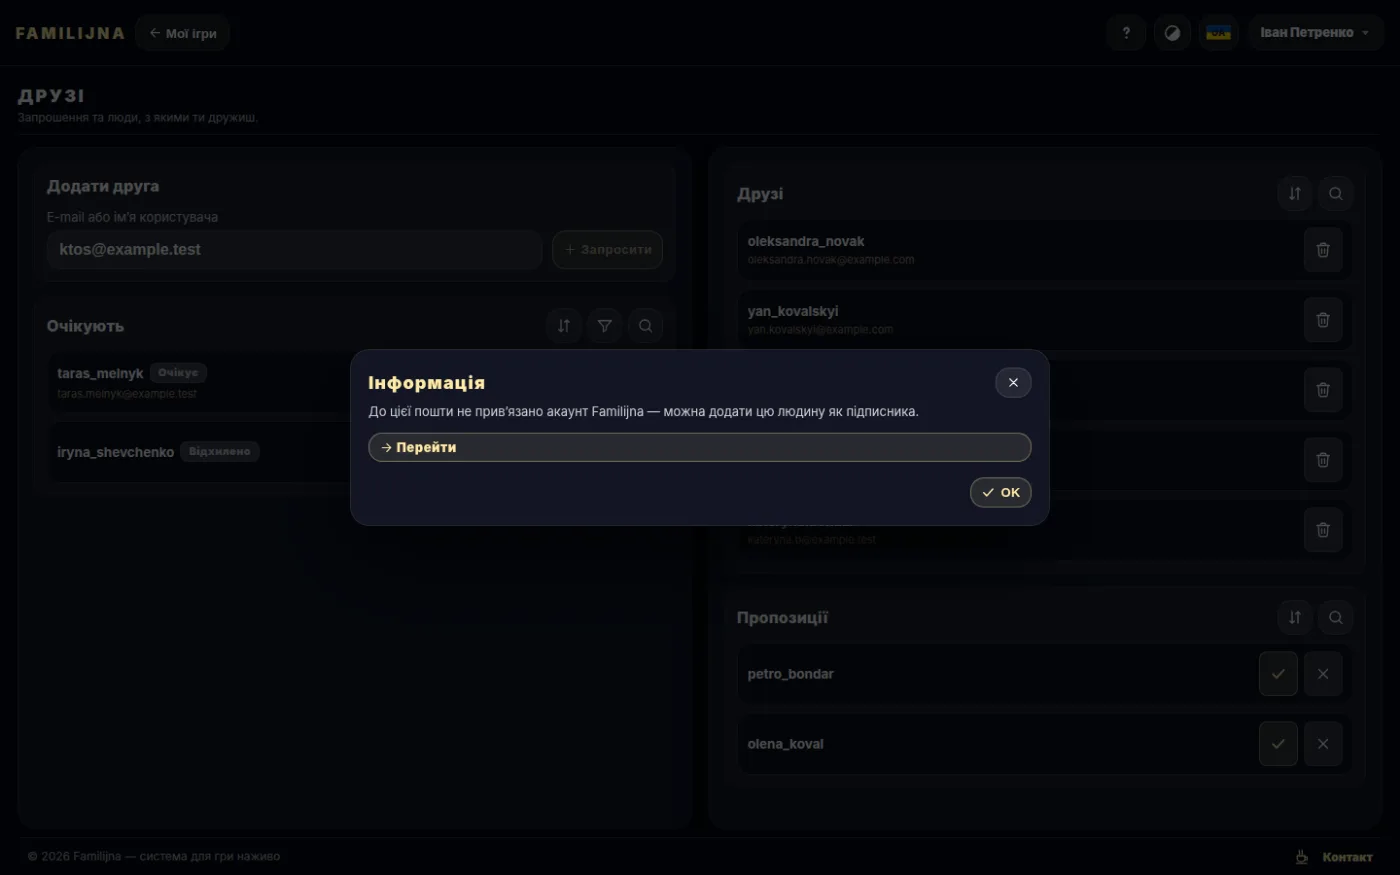 FAMILIJNA
← Мої ігри
?
Іван Петренко
ДРУЗІ
Запрошення та люди, з якими ти дружиш.
Додати друга
E-mail або ім'я користувача
ktos@example.test
+ Запросити
Очікують
taras_melnyk Очікує
taras.melnyk@example.test
iryna_shevchenko Відхилено
Друзі
oleksandra_novak
oleksandra.novak@example.com
yan_kovalskyi
yan.kovalskyi@example.com
kateryna.b@example.test
Інформація
До цієї пошти не прив'язано акаунт Familijna — можна додати цю людину як підписника.
→ Перейти
✓ OK
Пропозиції
petro_bondar
olena_koval
© 2026 Familijna — система для гри наживо
Контакт